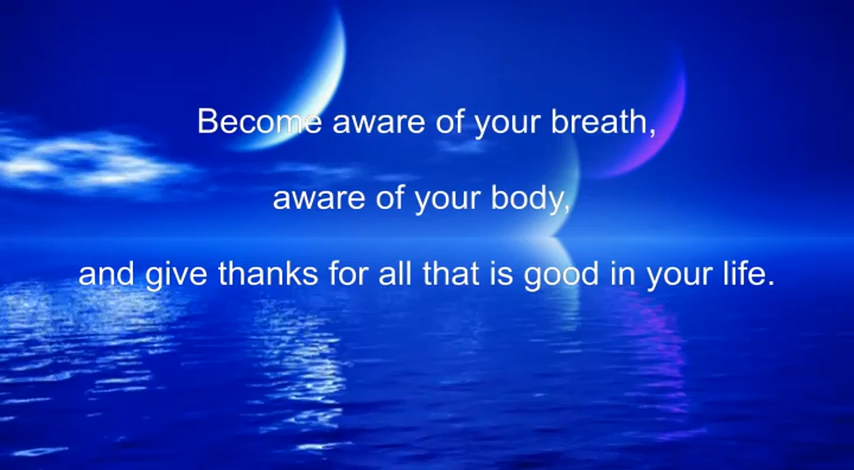 Become aware of your breath,
aware of your body,
and give thanks for all that is good in your life.